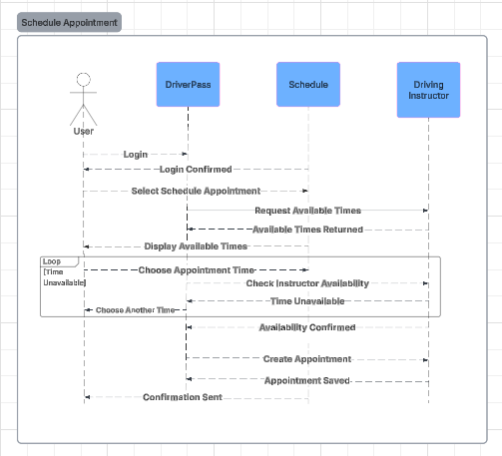 Schedule Appointment
DriverPass
Schedule
Driving
Instructor
User
Login
Login Confirmed
Select Schedule Appointment
Request Available Times
Available Times Returned
Display Available Times
Loop
[Time
Unavailable]
Choose Appointment Time
Check Instructor Availability
Time Unavailable
Choose Another Time
Availability Confirmed
Create Appointment
Appointment Saved
Confirmation Sent